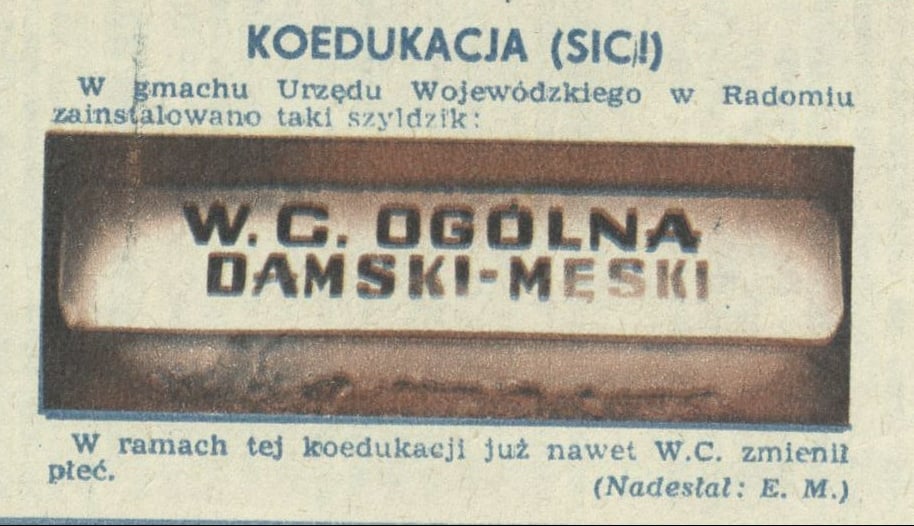 KOEDUKACJA (SIC!)
W gmachu Urzędu Wojewódzkiego w Radomiu
zainstalowano taki szyldzik:
W.C. OGÓLNA
DAMSKI-MĘSKI
W ramach tej koedukacji już nawet W.C. zmienił
płeć.
(Nadesłał: E. M.)